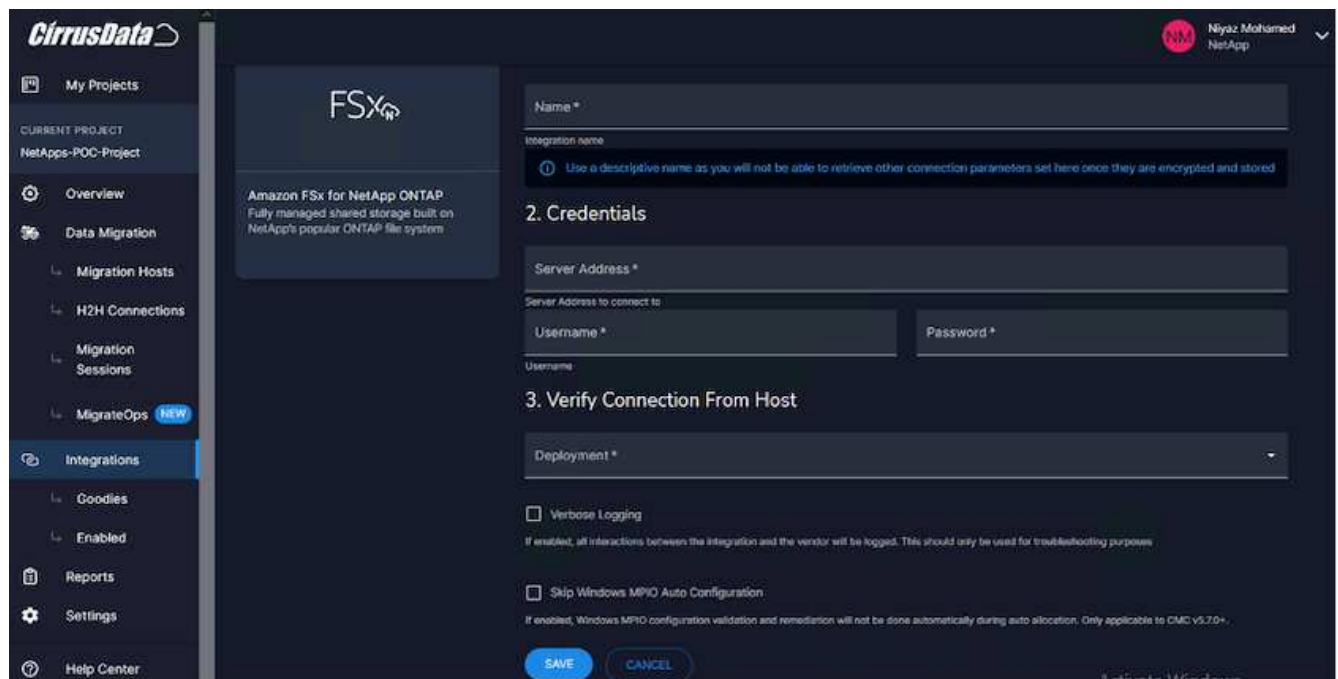 CirrusData
NM
Niyaz Mohamed
NetApp
My Projects
CURRENT PROJECT
NetApps-POC-Project
Overview
Data Migration
Migration Hosts
H2H Connections
Migration
Sessions
MigrateOps NEW
Integrations
Goodies
Enabled
Reports
Settings
Help Center
FSxN
Amazon FSx for NetApp ONTAP
Fully managed shared storage built on
NetApp's popular ONTAP file system
Name *
Integration name
Use a descriptive name as you will not be able to retrieve other connection parameters set here once they are encrypted and stored
2. Credentials
Server Address *
Server Address to connect to
Username *
Password *
Username
3. Verify Connection From Host
Deployment *
Verbose Logging
If enabled, all interactions between the integration and the vendor will be logged. This should only be used for troubleshooting purposes
Skip Windows MPIO Auto Configuration
If enabled, Windows MPIO configuration validation and remediation will not be done automatically during auto allocation. Only applicable to CMC v5.7.0+.
SAVE
CANCEL
Activate Windows